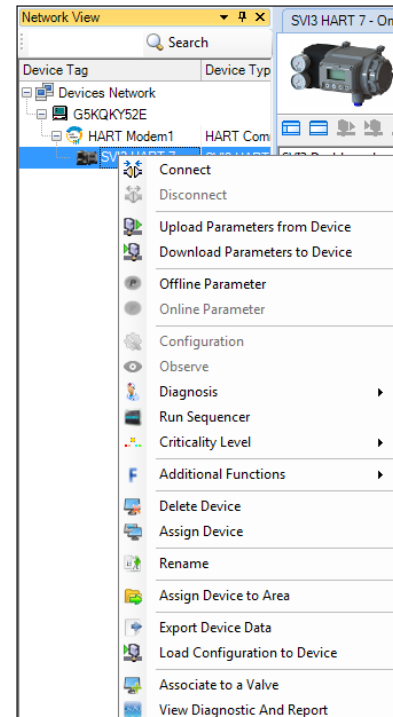 Network View
SVI3 HART 7 - On
Search
Device Tag
Device Typ
Devices Network
G5KQKY52E
HART Modem1
HART Com
SVI3 HART 7
Connect
Disconnect
Upload Parameters from Device
Download Parameters to Device
Offline Parameter
Online Parameter
Configuration
Observe
Diagnosis
Run Sequencer
Criticality Level
Additional Functions
Delete Device
Assign Device
Rename
Assign Device to Area
Export Device Data
Load Configuration to Device
Associate to a Valve
View Diagnostic And Report